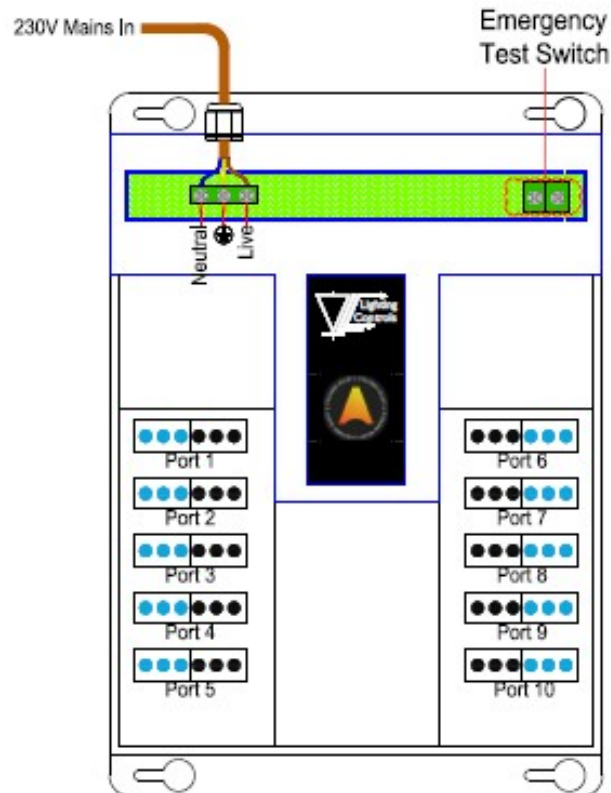 230V Mains In
Emergency
Test Switch
Neutral
Live
Lighting
Controls
Port 1
Port 2
Port 3
Port 4
Port 5
Port 6
Port 7
Port 8
Port 9
Port 10